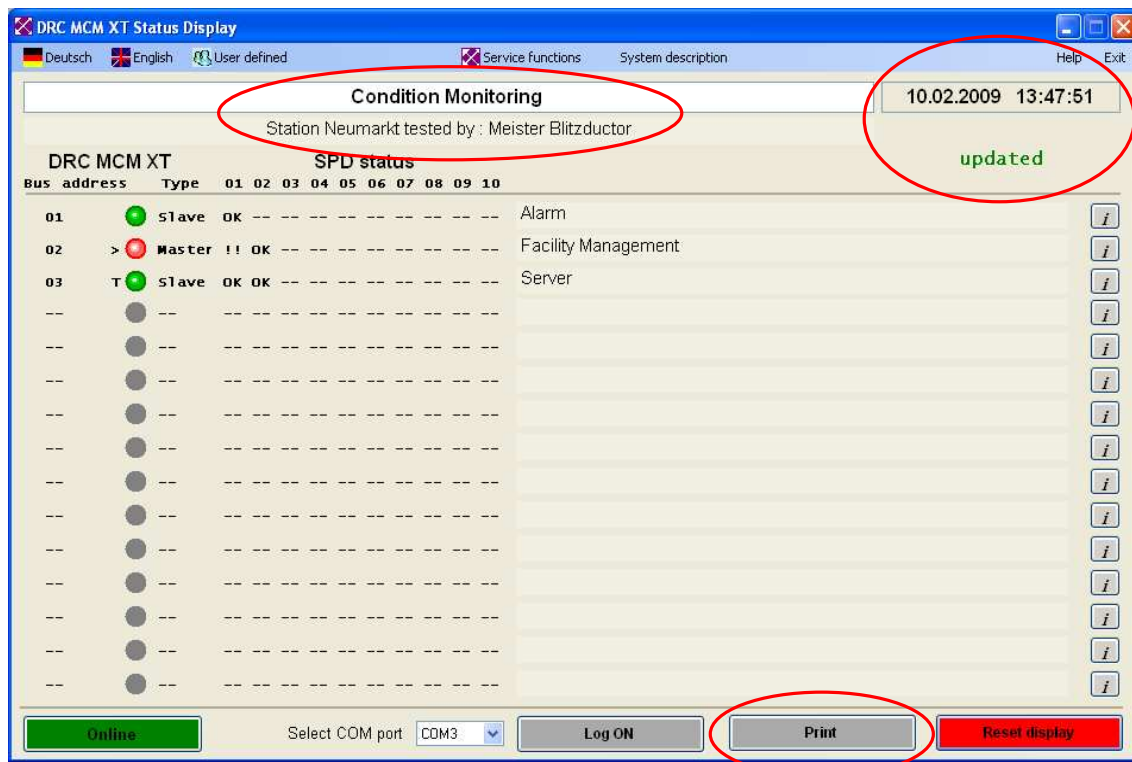 DRC MCM XT Status Display
Deutsch English User defined Service functions System description Help Exit
Condition Monitoring 10.02.2009 13:47:51
Station Neumarkt tested by : Meister Blitzductor
updated
DRC MCM XT SPD status
Bus address Type 01 02 03 04 05 06 07 08 09 10
01 Slave OK -- -- -- -- -- -- -- -- -- Alarm i
02 > Master !! OK -- -- -- -- -- -- -- -- Facility Management i
03 T Slave OK OK -- -- -- -- -- -- -- -- Server i
-- -- -- -- -- -- -- -- -- -- -- -- i
-- -- -- -- -- -- -- -- -- -- -- -- i
-- -- -- -- -- -- -- -- -- -- -- -- i
-- -- -- -- -- -- -- -- -- -- -- -- i
-- -- -- -- -- -- -- -- -- -- -- -- i
-- -- -- -- -- -- -- -- -- -- -- -- i
-- -- -- -- -- -- -- -- -- -- -- -- i
-- -- -- -- -- -- -- -- -- -- -- -- i
-- -- -- -- -- -- -- -- -- -- -- -- i
-- -- -- -- -- -- -- -- -- -- -- -- i
-- -- -- -- -- -- -- -- -- -- -- -- i
-- -- -- -- -- -- -- -- -- -- -- -- i
Online Select COM port COM3 Log ON Print Reset display